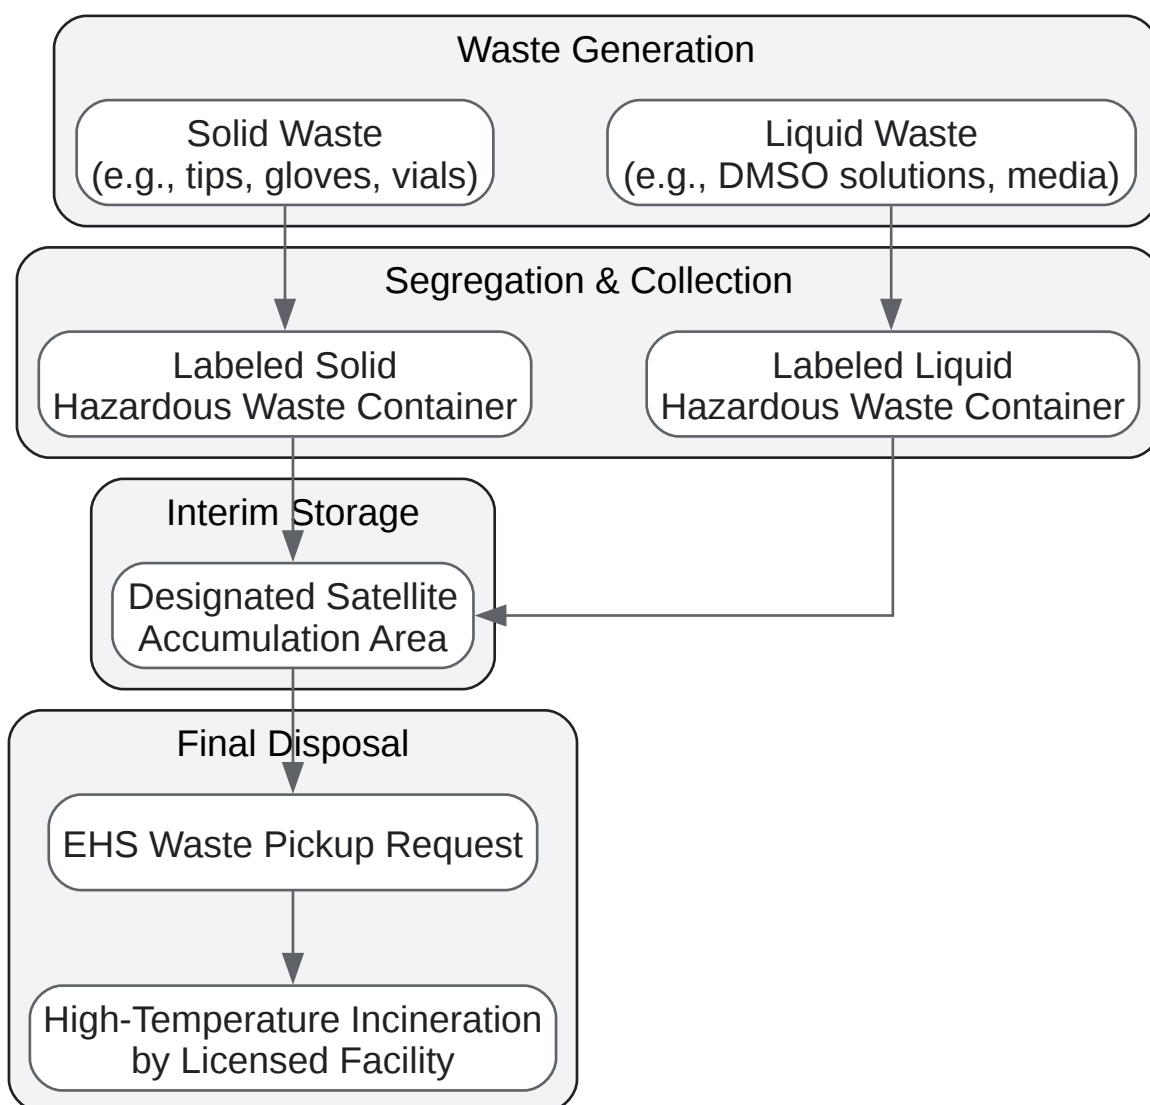 Waste Generation
Solid Waste
(e.g., tips, gloves, vials)
Liquid Waste
(e.g., DMSO solutions, media)
Segregation & Collection
Labeled Solid
Hazardous Waste Container
Labeled Liquid
Hazardous Waste Container
Interim Storage
Designated Satellite
Accumulation Area
Final Disposal
EHS Waste Pickup Request
High-Temperature Incineration
by Licensed Facility